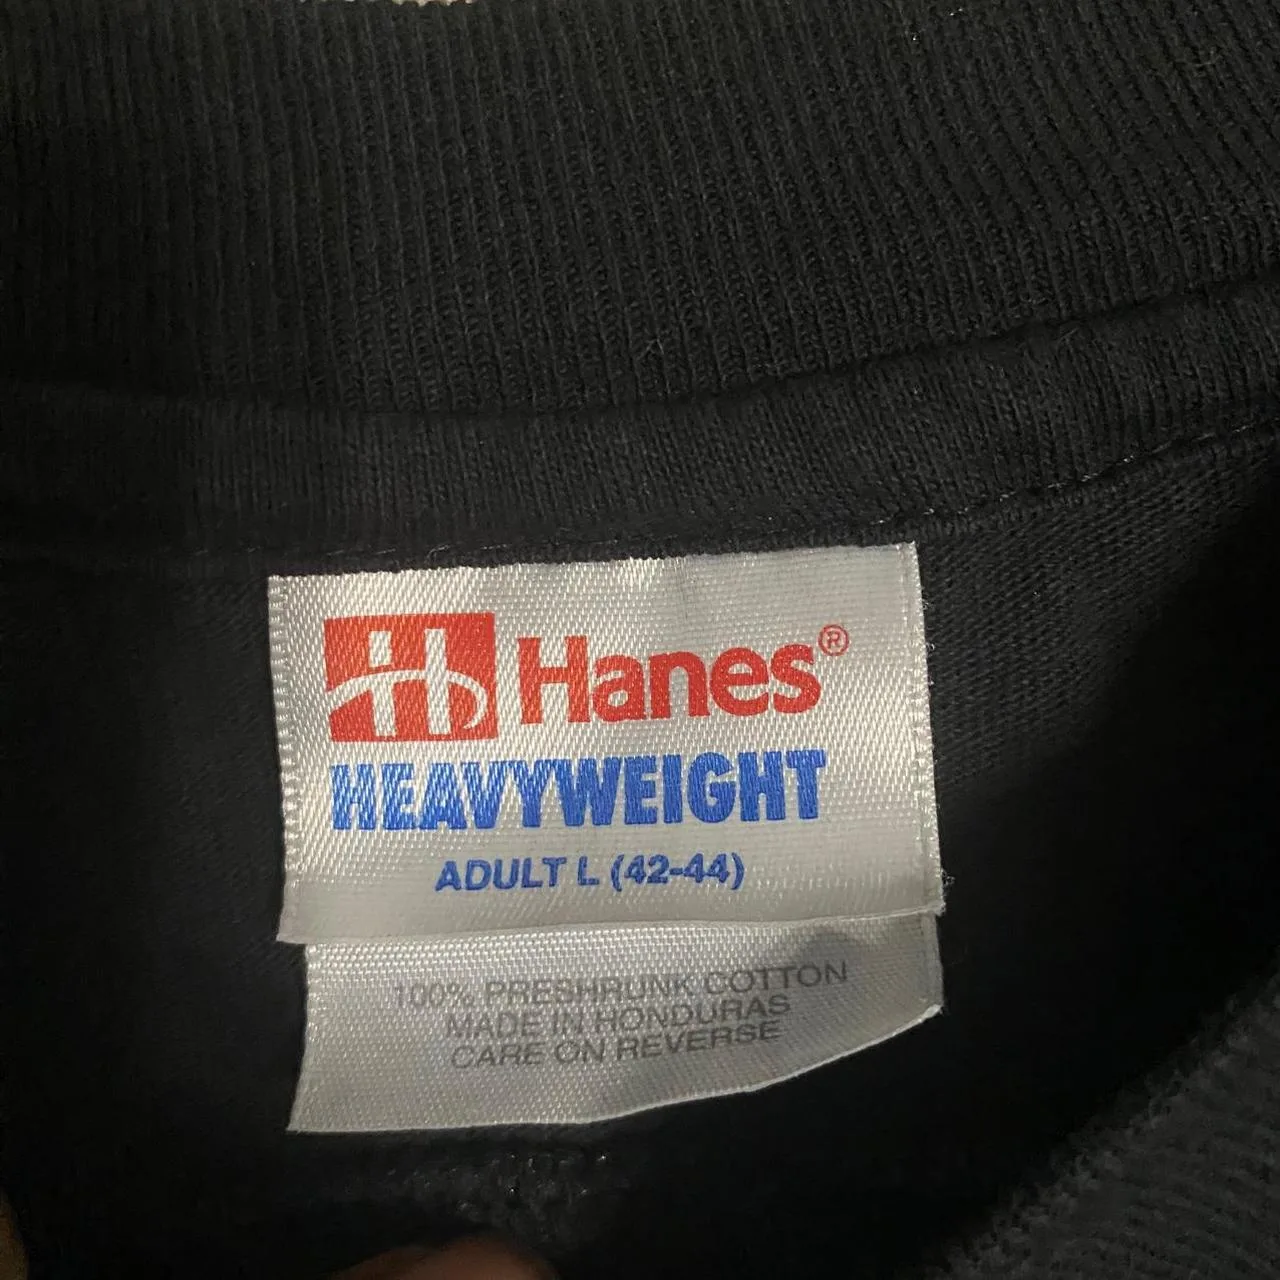 H Hanes®
HEAVYWEIGHT
ADULT L (42-44)
100% PRESHRUNK COTTON
MADE IN HONDURAS
CARE ON REVERSE